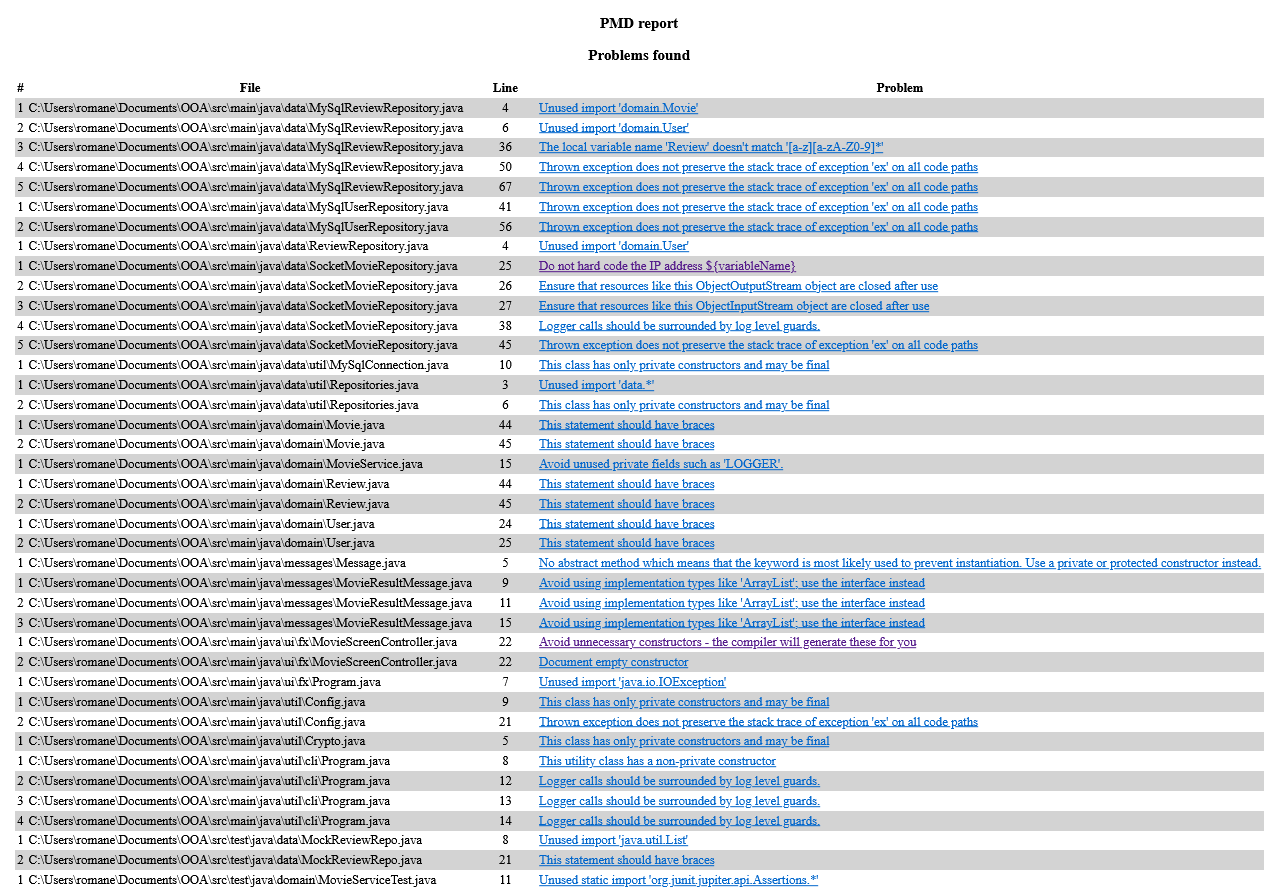 PMD report
Problems found
# File Line Problem
1 C:\Users\romane\Documents\OOA\src\main\java\data\MySqlReviewRepository.java 4 Unused import 'domain.Movie'
2 C:\Users\romane\Documents\OOA\src\main\java\data\MySqlReviewRepository.java 6 Unused import 'domain.User'
3 C:\Users\romane\Documents\OOA\src\main\java\data\MySqlReviewRepository.java 36 The local variable name 'Review' doesn't match '[a-z][a-zA-Z0-9]*'
4 C:\Users\romane\Documents\OOA\src\main\java\data\MySqlReviewRepository.java 50 Thrown exception does not preserve the stack trace of exception 'ex' on all code paths
5 C:\Users\romane\Documents\OOA\src\main\java\data\MySqlReviewRepository.java 67 Thrown exception does not preserve the stack trace of exception 'ex' on all code paths
1 C:\Users\romane\Documents\OOA\src\main\java\data\MySqlUserRepository.java 41 Thrown exception does not preserve the stack trace of exception 'ex' on all code paths
2 C:\Users\romane\Documents\OOA\src\main\java\data\MySqlUserRepository.java 56 Thrown exception does not preserve the stack trace of exception 'ex' on all code paths
1 C:\Users\romane\Documents\OOA\src\main\java\data\ReviewRepository.java 4 Unused import 'domain.User'
1 C:\Users\romane\Documents\OOA\src\main\java\data\SocketMovieRepository.java 25 Do not hard code the IP address ${variableName}
2 C:\Users\romane\Documents\OOA\src\main\java\data\SocketMovieRepository.java 26 Ensure that resources like this ObjectOutputStream object are closed after use
3 C:\Users\romane\Documents\OOA\src\main\java\data\SocketMovieRepository.java 27 Ensure that resources like this ObjectInputStream object are closed after use
4 C:\Users\romane\Documents\OOA\src\main\java\data\SocketMovieRepository.java 38 Logger calls should be surrounded by log level guards.
5 C:\Users\romane\Documents\OOA\src\main\java\data\SocketMovieRepository.java 45 Thrown exception does not preserve the stack trace of exception 'ex' on all code paths
1 C:\Users\romane\Documents\OOA\src\main\java\data\util\MySqlConnection.java 10 This class has only private constructors and may be final
1 C:\Users\romane\Documents\OOA\src\main\java\data\util\Repositories.java 3 Unused import 'data.*'
2 C:\Users\romane\Documents\OOA\src\main\java\data\util\Repositories.java 6 This class has only private constructors and may be final
1 C:\Users\romane\Documents\OOA\src\main\java\domain\Movie.java 44 This statement should have braces
2 C:\Users\romane\Documents\OOA\src\main\java\domain\Movie.java 45 This statement should have braces
1 C:\Users\romane\Documents\OOA\src\main\java\domain\MovieService.java 15 Avoid unused private fields such as 'LOGGER'.
1 C:\Users\romane\Documents\OOA\src\main\java\domain\Review.java 44 This statement should have braces
2 C:\Users\romane\Documents\OOA\src\main\java\domain\Review.java 45 This statement should have braces
1 C:\Users\romane\Documents\OOA\src\main\java\domain\User.java 24 This statement should have braces
2 C:\Users\romane\Documents\OOA\src\main\java\domain\User.java 25 This statement should have braces
1 C:\Users\romane\Documents\OOA\src\main\java\messages\Message.java 5 No abstract method which means that the keyword is most likely used to prevent instantiation. Use a private or protected constructor instead.
1 C:\Users\romane\Documents\OOA\src\main\java\messages\MovieResultMessage.java 9 Avoid using implementation types like 'ArrayList'; use the interface instead
2 C:\Users\romane\Documents\OOA\src\main\java\messages\MovieResultMessage.java 11 Avoid using implementation types like 'ArrayList'; use the interface instead
3 C:\Users\romane\Documents\OOA\src\main\java\messages\MovieResultMessage.java 15 Avoid using implementation types like 'ArrayList'; use the interface instead
1 C:\Users\romane\Documents\OOA\src\main\java\ui\fx\MovieScreenController.java 22 Avoid unnecessary constructors - the compiler will generate these for you
2 C:\Users\romane\Documents\OOA\src\main\java\ui\fx\MovieScreenController.java 22 Document empty constructor
1 C:\Users\romane\Documents\OOA\src\main\java\ui\fx\Program.java 7 Unused import 'java.io.IOException'
1 C:\Users\romane\Documents\OOA\src\main\java\util\Config.java 9 This class has only private constructors and may be final
2 C:\Users\romane\Documents\OOA\src\main\java\util\Config.java 21 Thrown exception does not preserve the stack trace of exception 'ex' on all code paths
1 C:\Users\romane\Documents\OOA\src\main\java\util\Crypto.java 5 This class has only private constructors and may be final
1 C:\Users\romane\Documents\OOA\src\main\java\util\cli\Program.java 8 This utility class has a non-private constructor
2 C:\Users\romane\Documents\OOA\src\main\java\util\cli\Program.java 12 Logger calls should be surrounded by log level guards.
3 C:\Users\romane\Documents\OOA\src\main\java\util\cli\Program.java 13 Logger calls should be surrounded by log level guards.
4 C:\Users\romane\Documents\OOA\src\main\java\util\cli\Program.java 14 Logger calls should be surrounded by log level guards.
1 C:\Users\romane\Documents\OOA\src\test\java\data\MockReviewRepo.java 8 Unused import 'java.util.List'
2 C:\Users\romane\Documents\OOA\src\test\java\data\MockReviewRepo.java 21 This statement should have braces
1 C:\Users\romane\Documents\OOA\src\test\java\domain\MovieServiceTest.java 11 Unused static import 'org.junit.jupiter.api.Assertions.*'